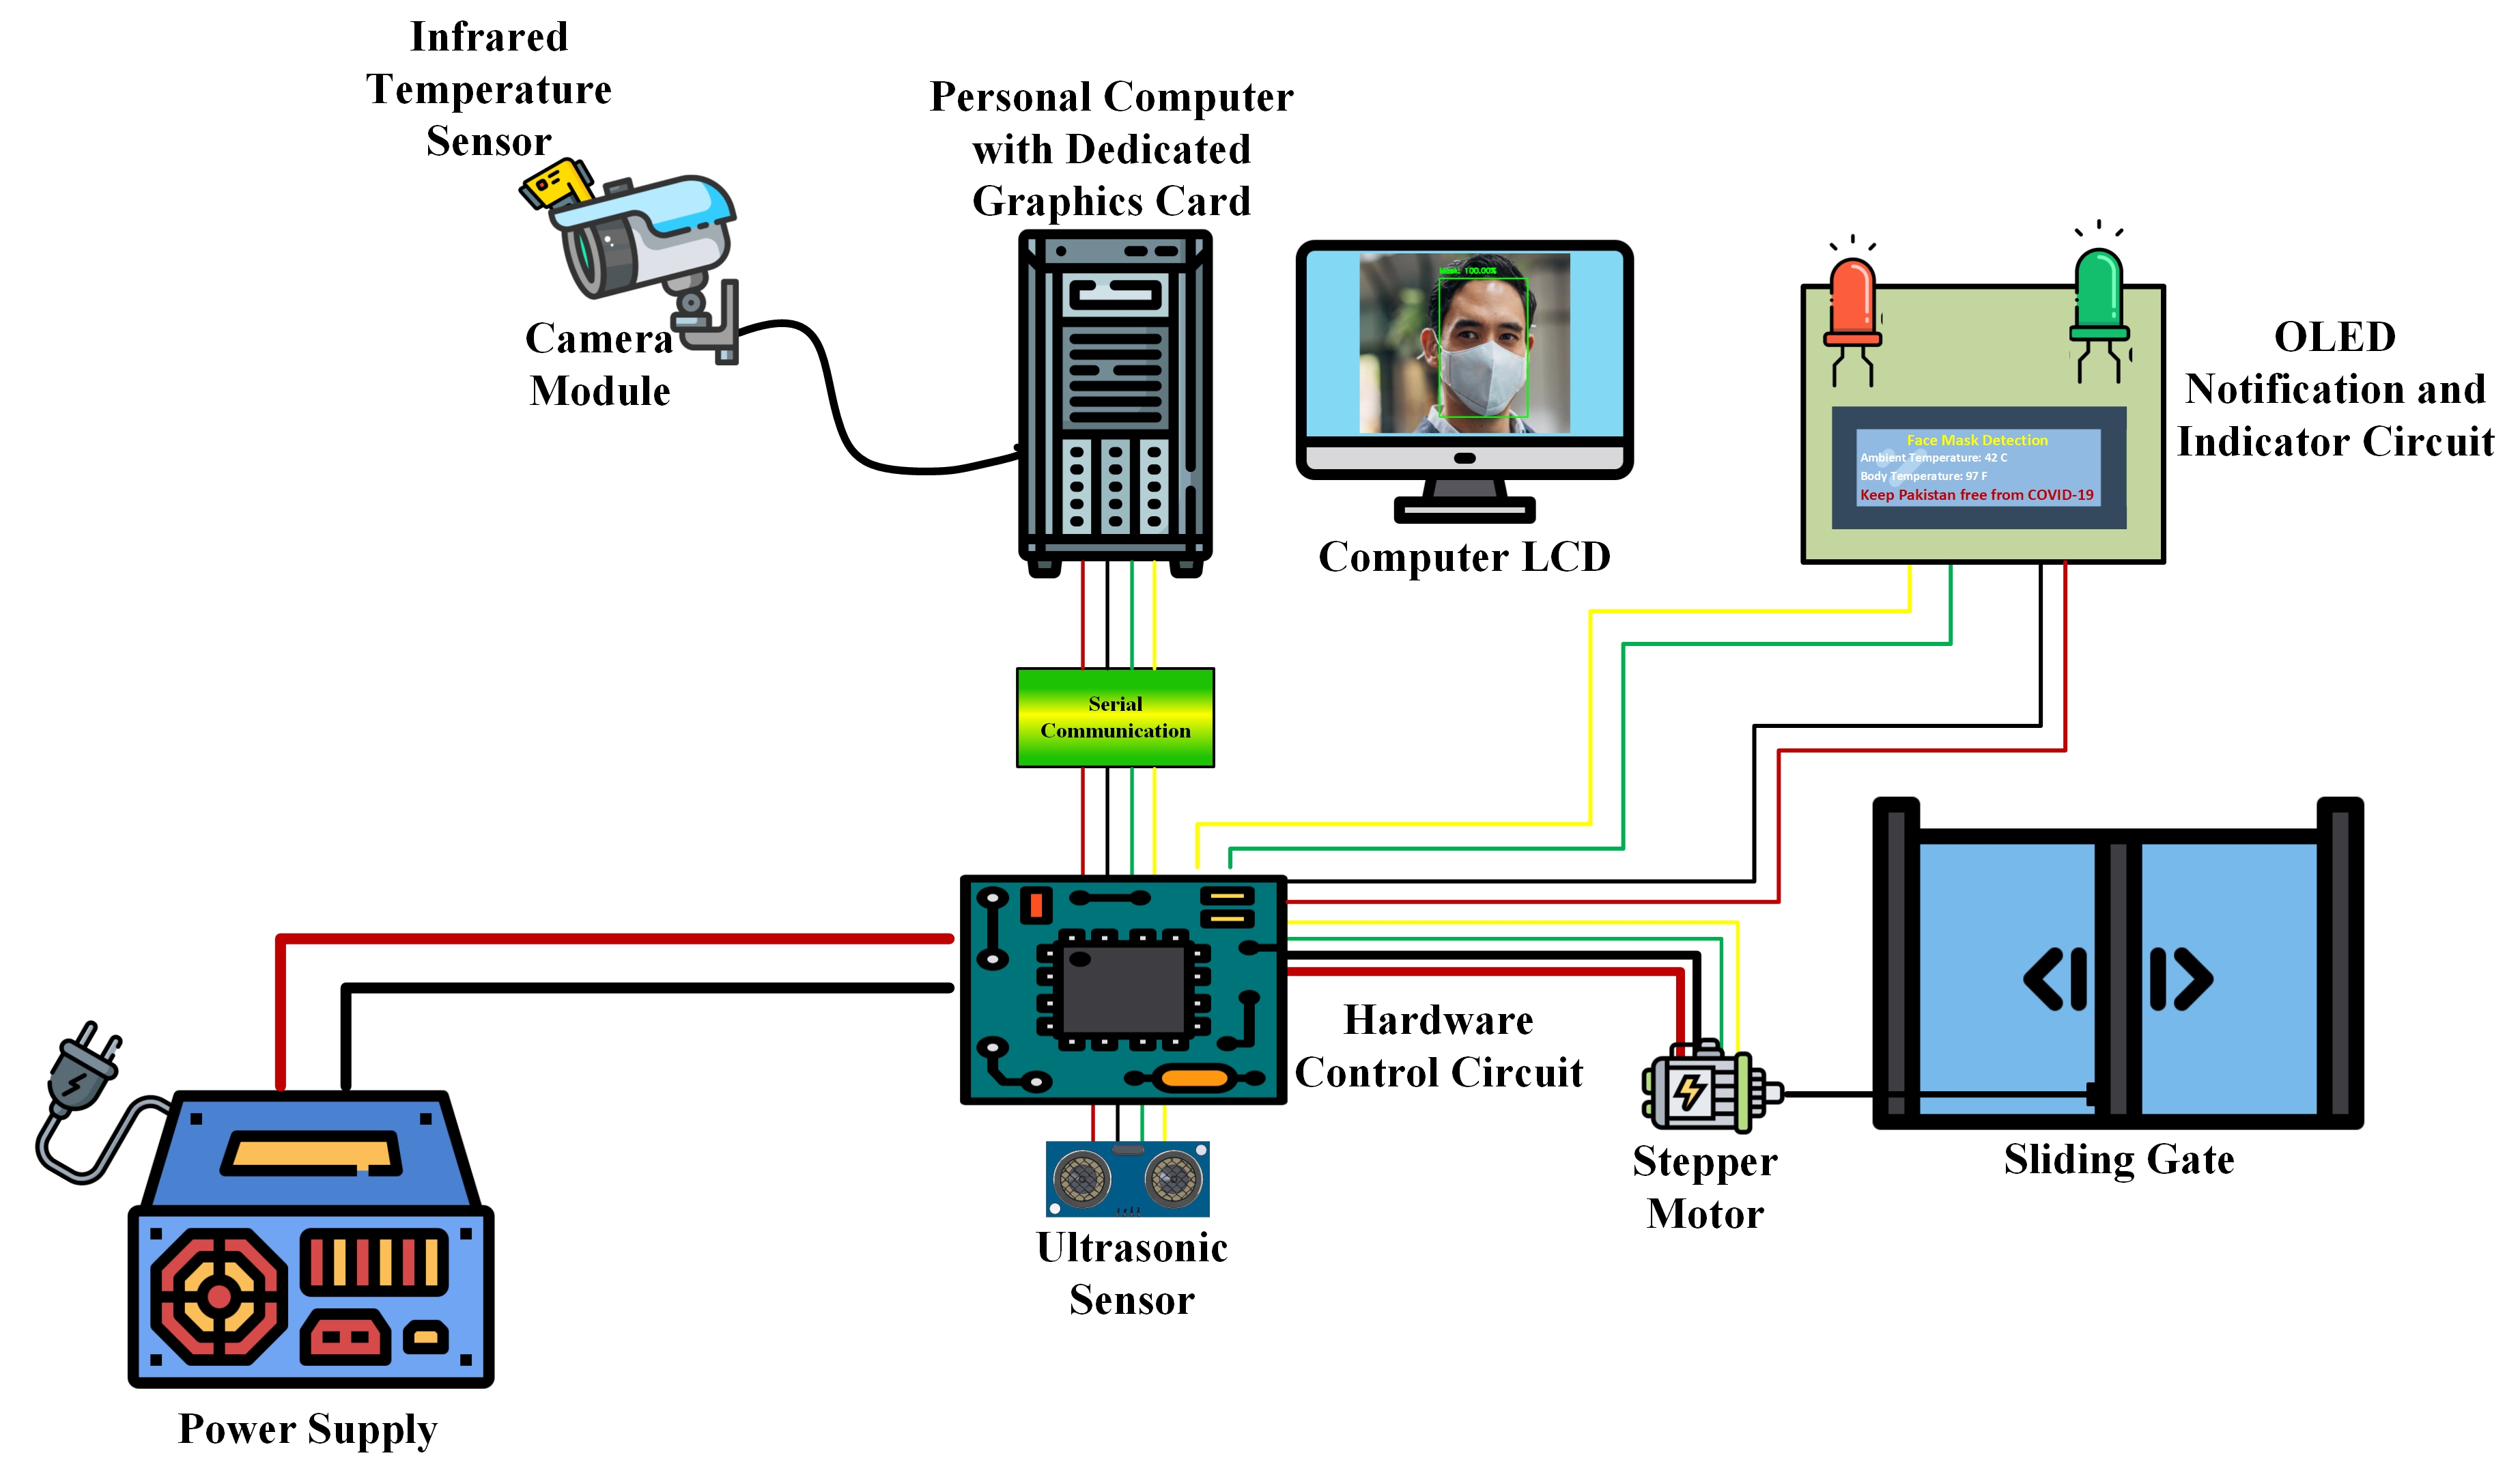 Infrared
Temperature
Sensor
Camera
Module
Personal Computer
with Dedicated
Graphics Card
Mask: 100.00%
Computer LCD
Face Mask Detection
Ambient Temperature: 42 C
Body Temperature: 97 F
Keep Pakistan free from COVID-19
OLED
Notification and
Indicator Circuit
Serial
Communication
Hardware
Control Circuit
Stepper
Motor
Sliding Gate
Ultrasonic
Sensor
Power Supply